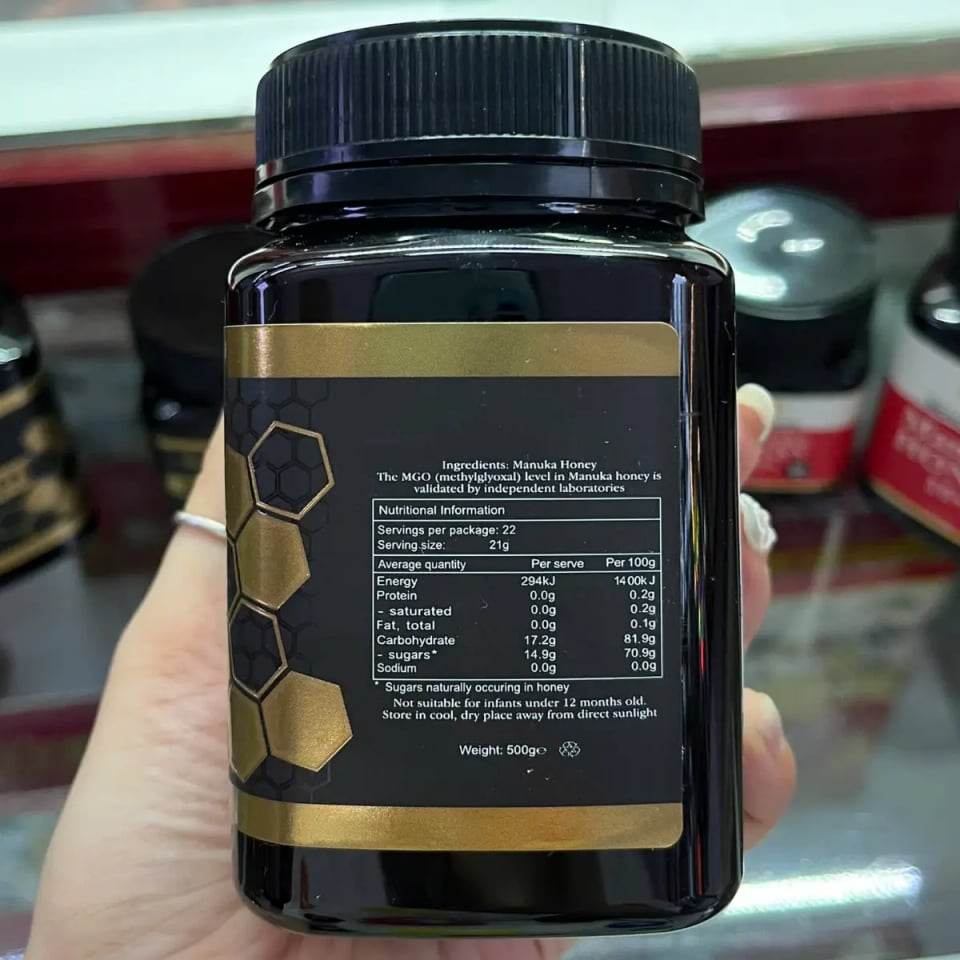 Ingredients: Manuka Honey
The MGO (methylglyoxal) level in Manuka honey is
validated by independent laboratories
Nutritional Information
Servings per package: 22
Serving size: 21g
Average quantity Per serve Per 100g
Energy 294kJ 1400kJ
Protein 0.0g 0.2g
- saturated 0.0g 0.2g
Fat, total 0.0g 0.1g
Carbohydrate 17.2g 81.9g
- sugars* 14.9g 70.9g
Sodium 0.0g 0.0g
* Sugars naturally occuring in honey
Not suitable for infants under 12 months old.
Store in cool, dry place away from direct sunlight
Weight: 500g℮